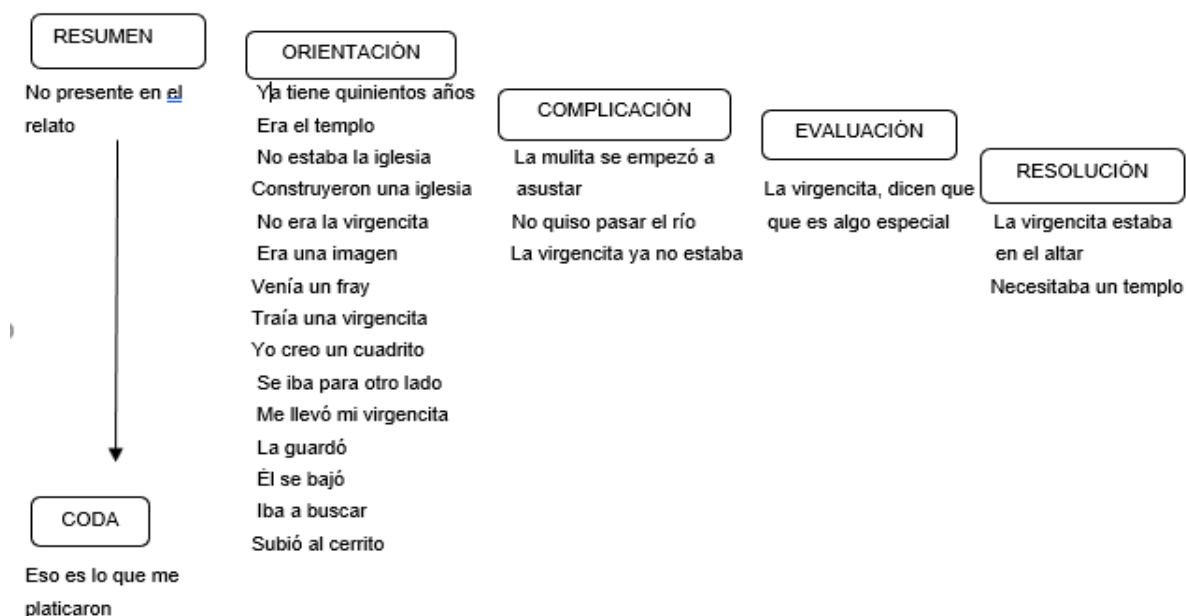 RESUMEN
No presente en el
relato
CODA
Eso es lo que me
platicaron
ORIENTACIÓN
Ya tiene quinientos años
Era el templo
No estaba la iglesia
Construyeron una iglesia
No era la virgencita
Era una imagen
Venía un fray
Traía una virgencita
Yo creo un cuadrito
Se iba para otro lado
Me llevó mi virgencita
La guardó
Él se bajó
Iba a buscar
Subió al cerrito
COMPLICACIÓN
La mulita se empezó a
asustar
No quiso pasar el río
La virgencita ya no estaba
EVALUACIÓN
La virgencita, dicen que
que es algo especial
RESOLUCIÓN
La virgencita estaba
en el altar
Necesitaba un templo